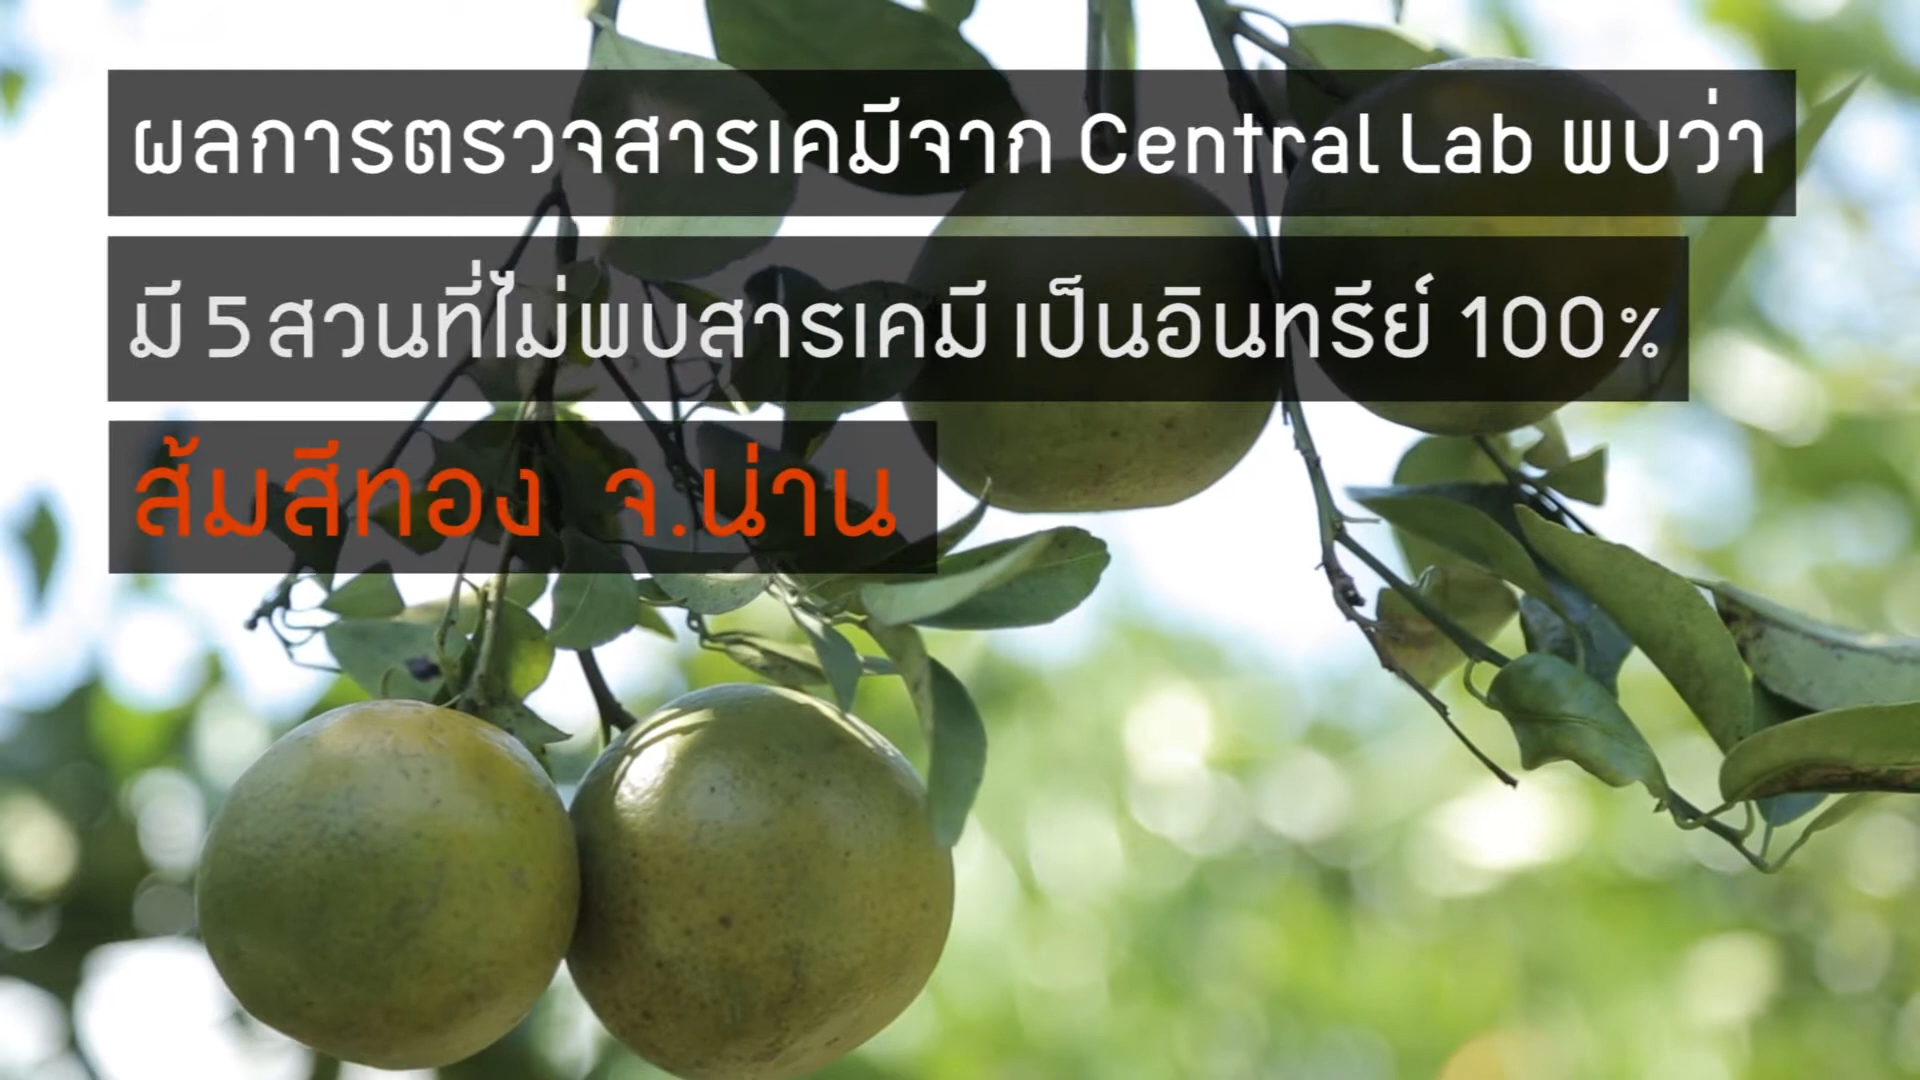 ผลการตรวจสารเคมีจาก Central Lab พบว่า
มี 5 สวนที่ไม่พบสารเคมี เป็นอินทรีย์ 100%
ส้มสีทอง จ.น่าน